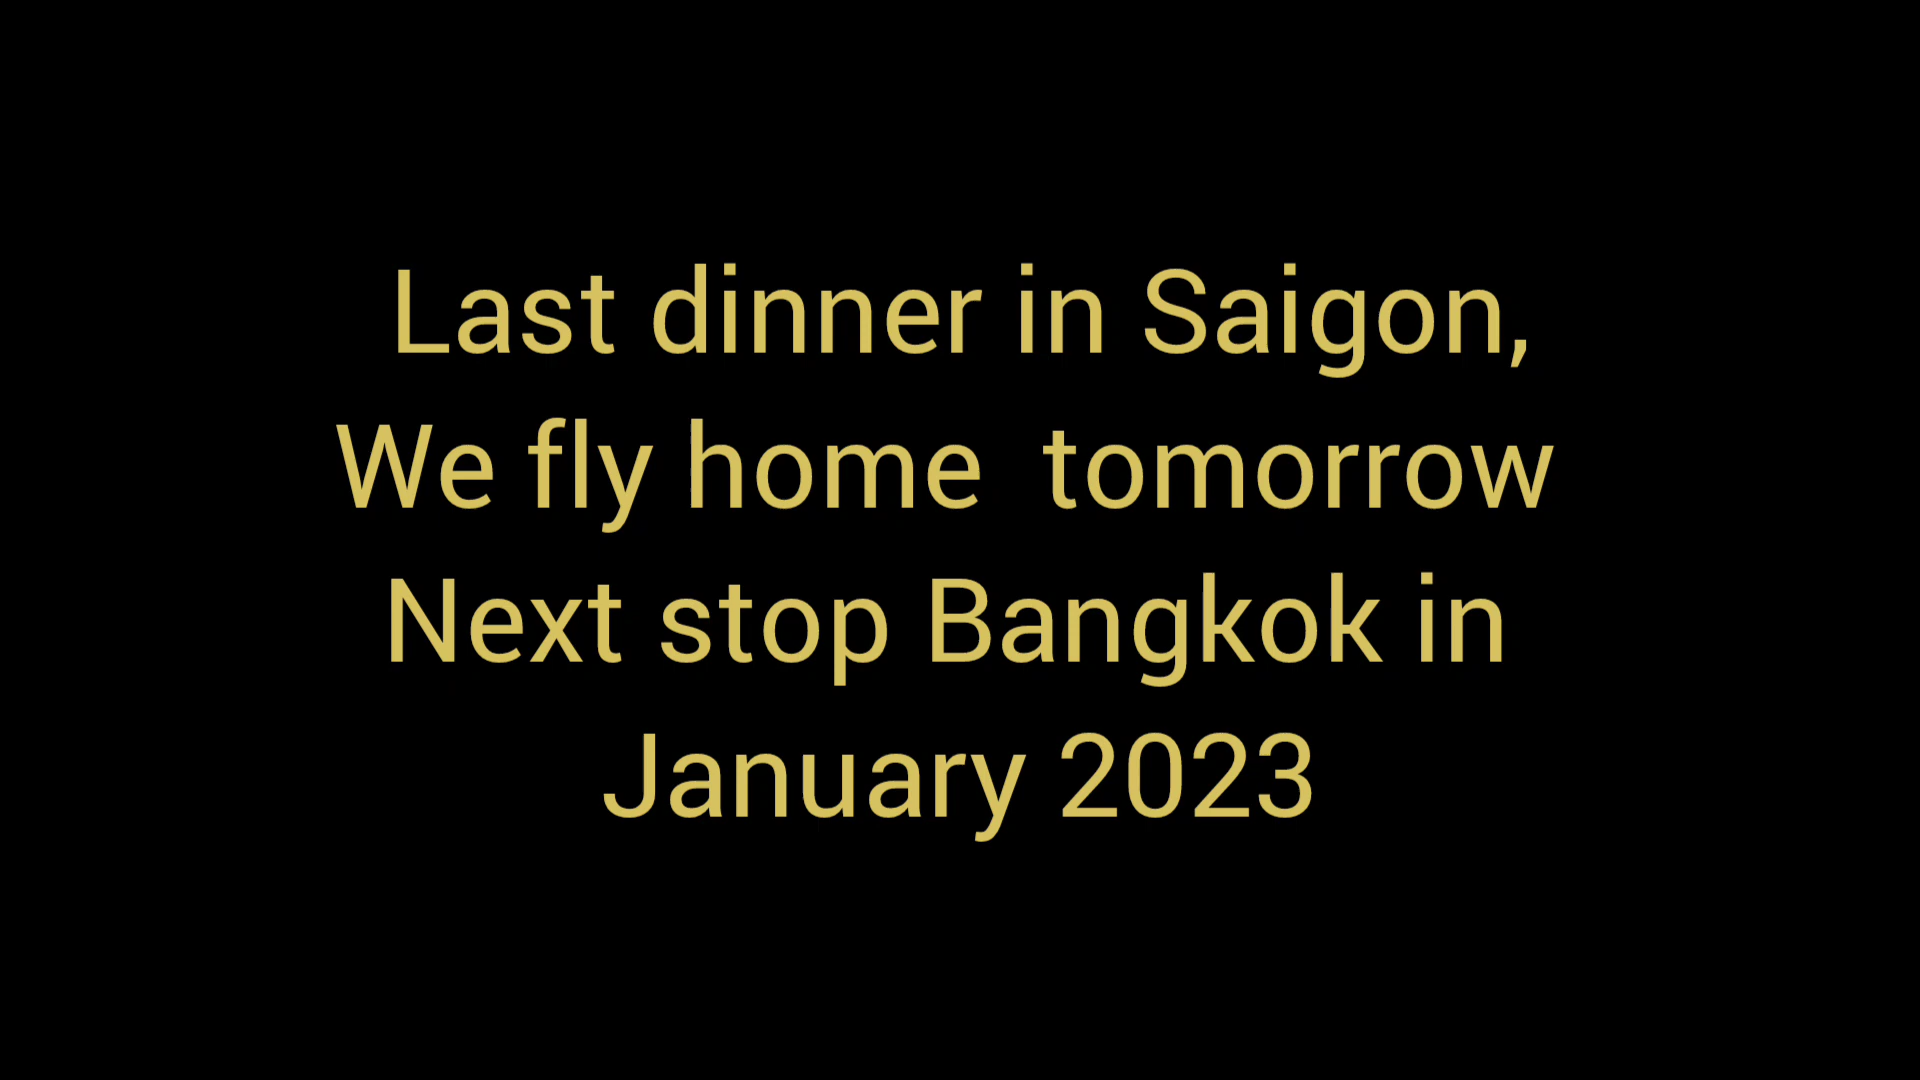 Last dinner in Saigon,
We fly home  tomorrow
Next stop Bangkok in
January 2023